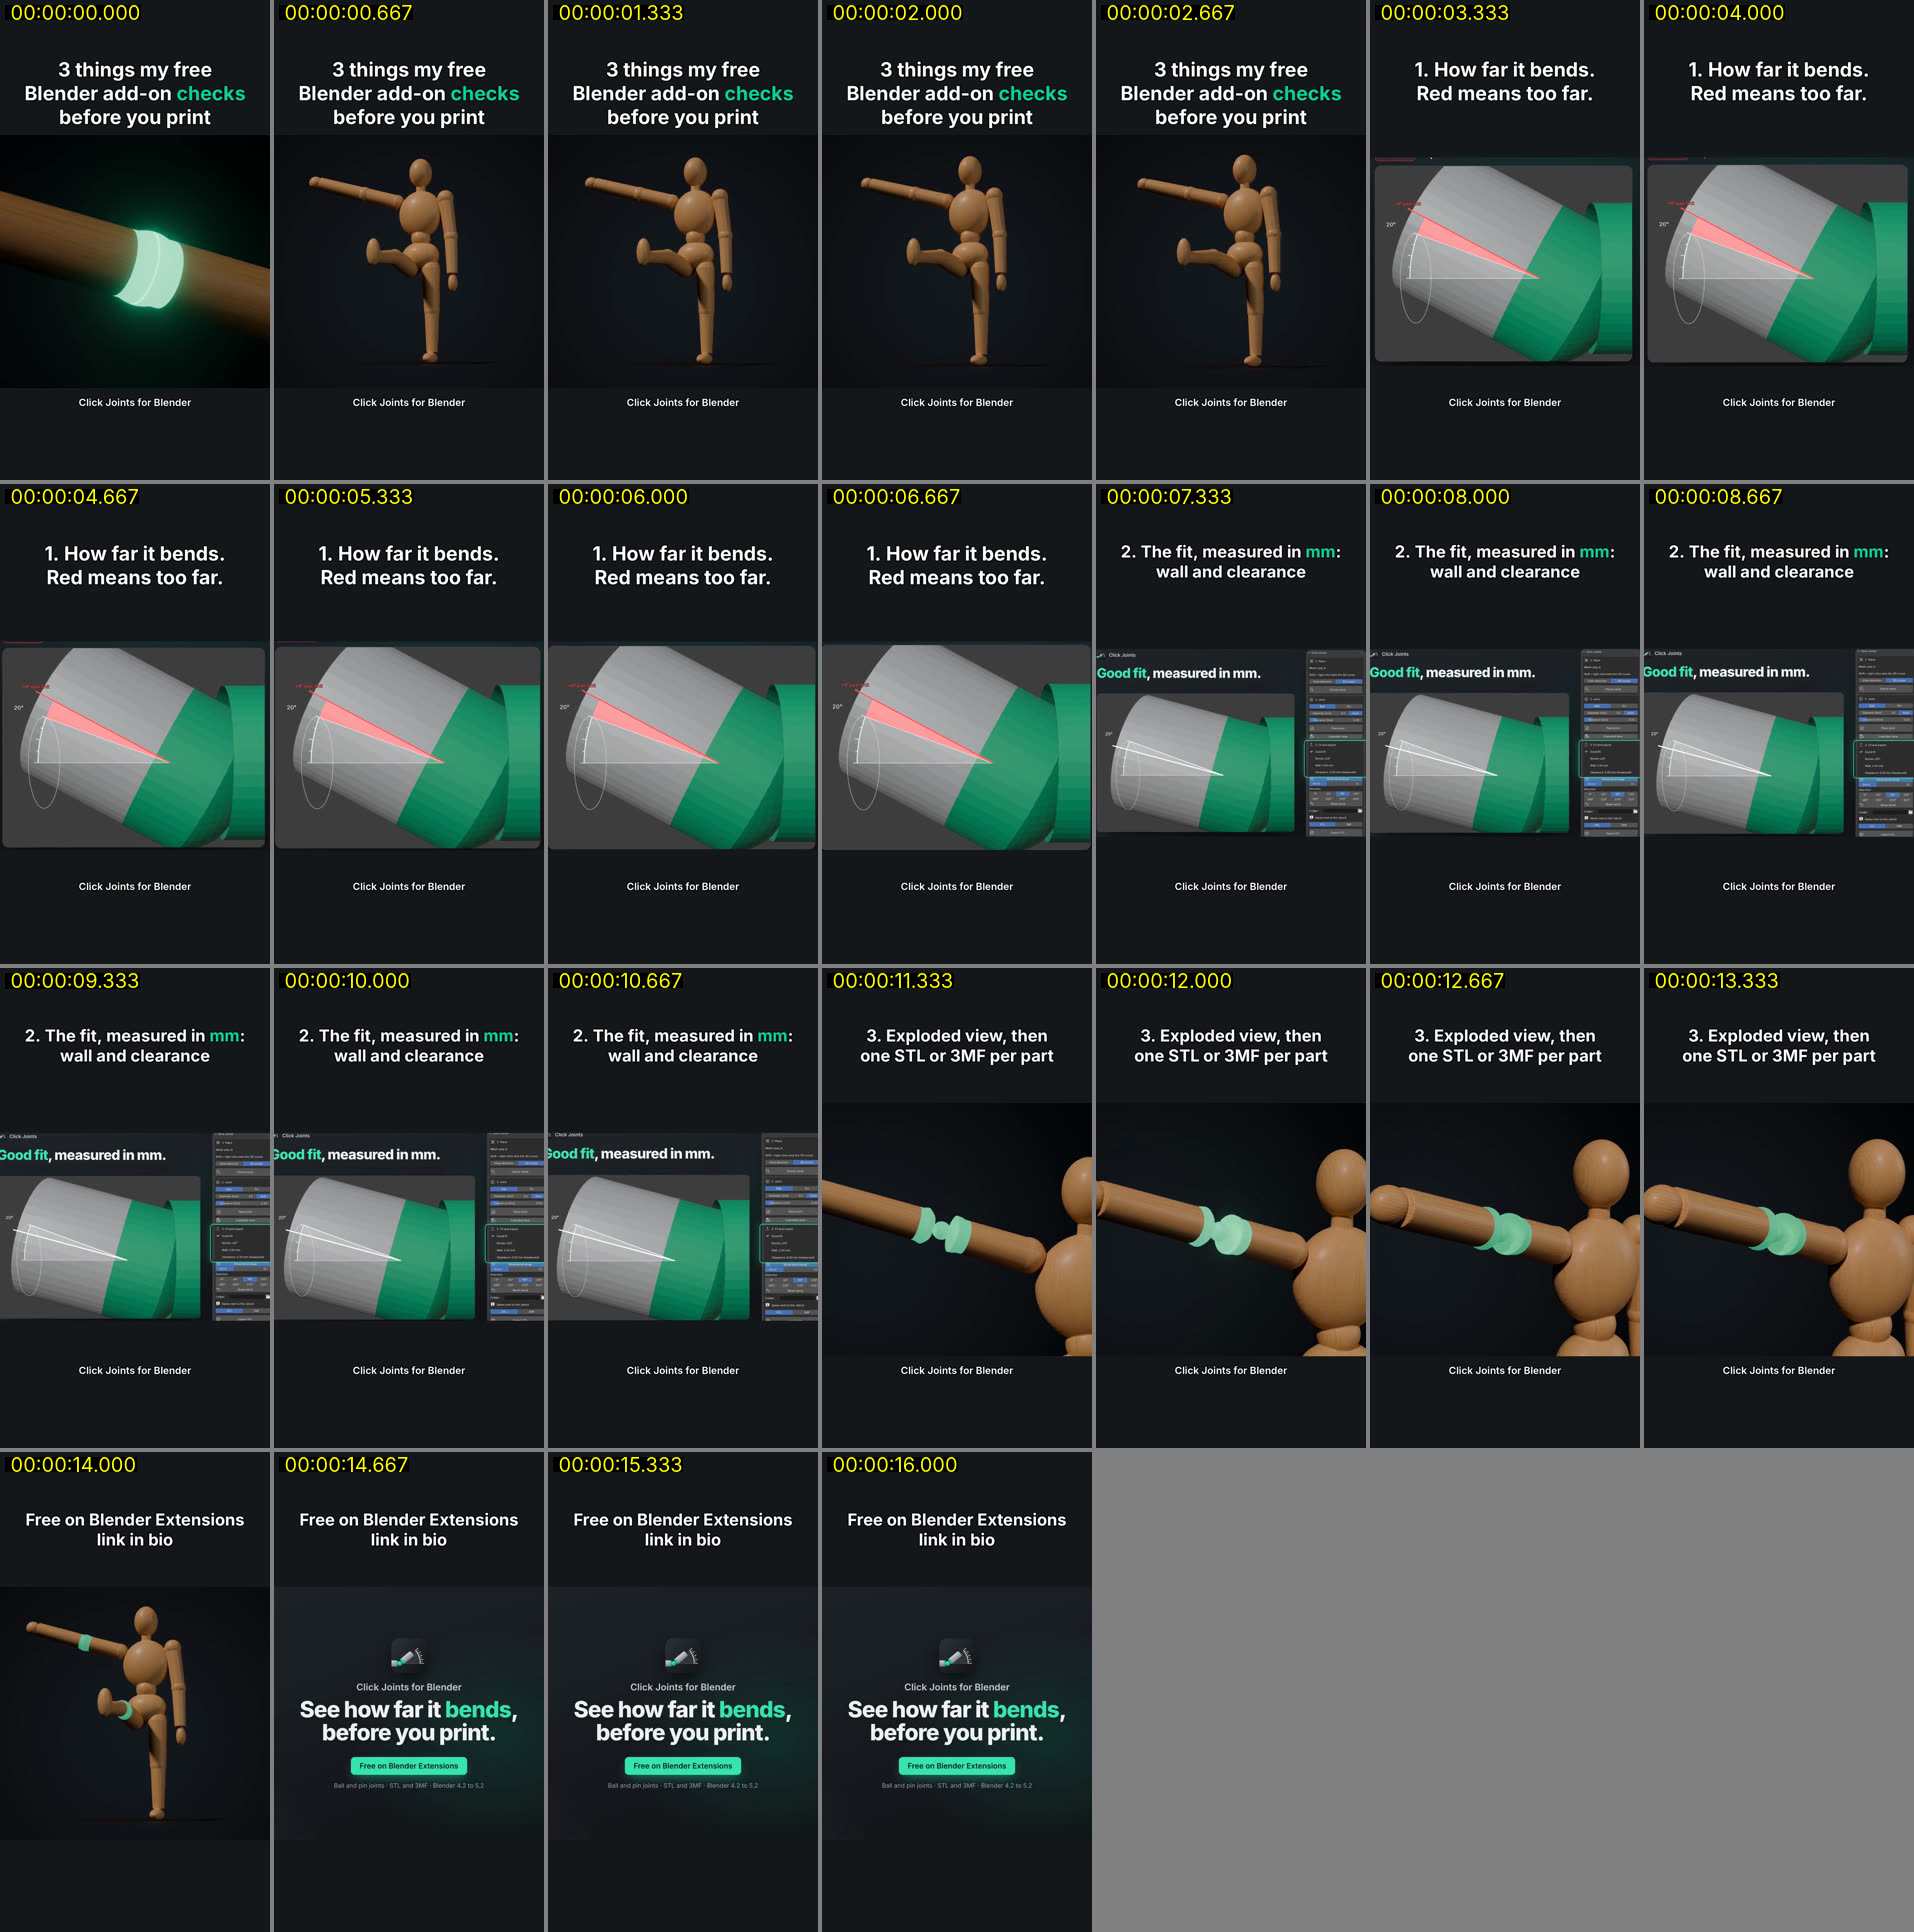 00:00:00.000
3 things my free
Blender add-on checks
before you print
Click Joints for Blender
00:00:00.667
3 things my free
Blender add-on checks
before you print
Click Joints for Blender
00:00:01.333
3 things my free
Blender add-on checks
before you print
Click Joints for Blender
00:00:02.000
3 things my free
Blender add-on checks
before you print
Click Joints for Blender
00:00:02.667
3 things my free
Blender add-on checks
before you print
Click Joints for Blender
00:00:03.333
1. How far it bends.
Red means too far.
20°
Click Joints for Blender
00:00:04.000
1. How far it bends.
Red means too far.
20°
Click Joints for Blender
00:00:04.667
1. How far it bends.
Red means too far.
20°
Click Joints for Blender
00:00:05.333
1. How far it bends.
Red means too far.
20°
Click Joints for Blender
00:00:06.000
1. How far it bends.
Red means too far.
20°
Click Joints for Blender
00:00:06.667
1. How far it bends.
Red means too far.
20°
Click Joints for Blender
00:00:07.333
2. The fit, measured in mm:
wall and clearance
Click Joints
Good fit, measured in mm.
20°
Click Joints for Blender
00:00:08.000
2. The fit, measured in mm:
wall and clearance
Click Joints
Good fit, measured in mm.
20°
Click Joints for Blender
00:00:08.667
2. The fit, measured in mm:
wall and clearance
Click Joints
Good fit, measured in mm.
20°
Click Joints for Blender
00:00:09.333
2. The fit, measured in mm:
wall and clearance
Click Joints
Good fit, measured in mm.
20°
Click Joints for Blender
00:00:10.000
2. The fit, measured in mm:
wall and clearance
Click Joints
Good fit, measured in mm.
20°
Click Joints for Blender
00:00:10.667
2. The fit, measured in mm:
wall and clearance
Click Joints
Good fit, measured in mm.
20°
Click Joints for Blender
00:00:11.333
3. Exploded view, then
one STL or 3MF per part
Click Joints for Blender
00:00:12.000
3. Exploded view, then
one STL or 3MF per part
Click Joints for Blender
00:00:12.667
3. Exploded view, then
one STL or 3MF per part
Click Joints for Blender
00:00:13.333
3. Exploded view, then
one STL or 3MF per part
Click Joints for Blender
00:00:14.000
Free on Blender Extensions
link in bio
00:00:14.667
Free on Blender Extensions
link in bio
Click Joints for Blender
See how far it bends,
before you print.
Free on Blender Extensions
Ball and pin joints · STL and 3MF · Blender 4.2 to 5.2
00:00:15.333
Free on Blender Extensions
link in bio
Click Joints for Blender
See how far it bends,
before you print.
Free on Blender Extensions
Ball and pin joints · STL and 3MF · Blender 4.2 to 5.2
00:00:16.000
Free on Blender Extensions
link in bio
Click Joints for Blender
See how far it bends,
before you print.
Free on Blender Extensions
Ball and pin joints · STL and 3MF · Blender 4.2 to 5.2